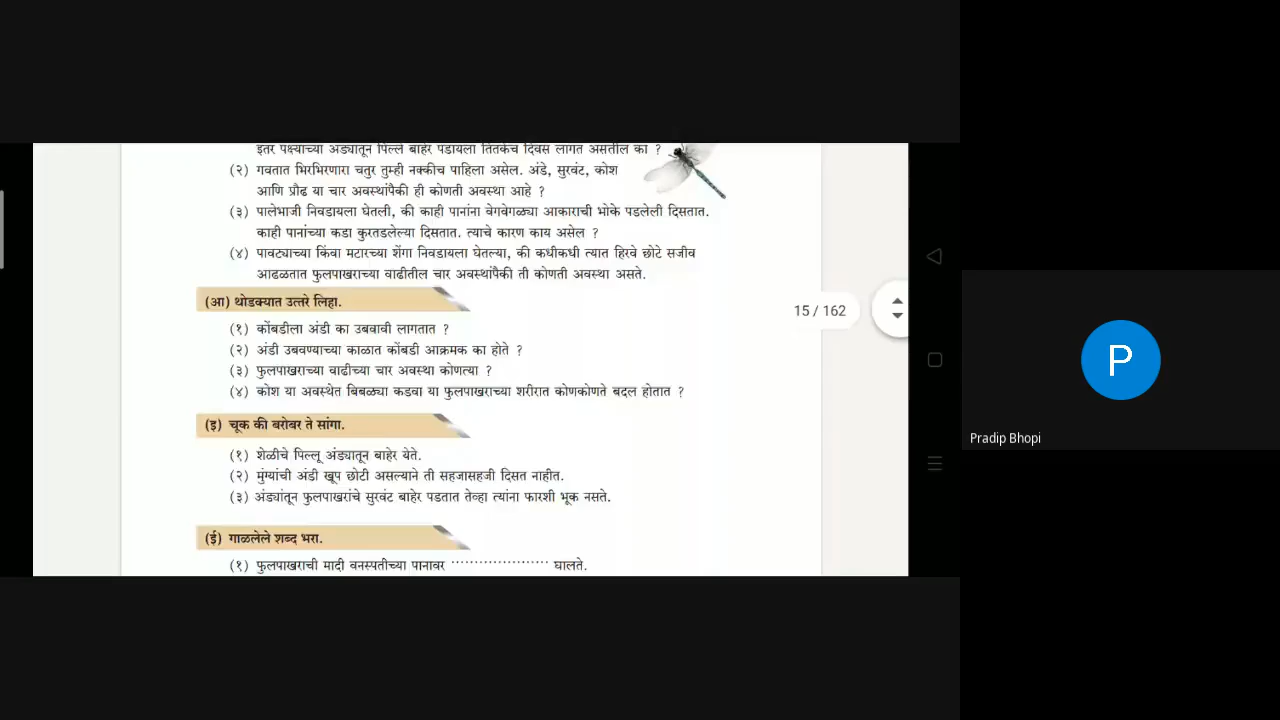 इतर पक्ष्यांच्या अंड्यातून पिल्ले बाहेर पडायला तितकेच दिवस लागत असतील का ?
(२) गवतात भिरभिरणारा चतुर तुम्ही नक्कीच पाहिला असेल. अंडे, सुरवंट, कोश
आणि प्रौढ या चार अवस्थांपैकी ही कोणती अवस्था आहे ?
(३) पालेभाजी निवडायला घेतली, की काही पानांना वेगवेगळ्या आकाराची भोके पडलेली दिसतात.
काही पानांच्या कडा कुरतडलेल्या दिसतात. त्याचे कारण काय असेल ?
(४) पावट्याच्या किंवा मटारच्या शेंगा निवडायला घेतल्या, की कधीकधी त्यात हिरवे छोटे सजीव
आढळतात फुलपाखराच्या वाढीतील चार अवस्थांपैकी ती कोणती अवस्था असते.
(आ) थोडक्यात उत्तरे लिहा.
15 / 162
(१) कोंबडीला अंडी का उबवावी लागतात ?
(२) अंडी उबवण्याच्या काळात कोंबडी आक्रमक का होते ?
(३) फुलपाखराच्या वाढीच्या चार अवस्था कोणत्या ?
(४) कोश या अवस्थेत बिबळ्या कडवा या फुलपाखराच्या शरीरात कोणकोणते बदल होतात ?
(इ) चूक की बरोबर ते सांगा.
(१) शेळीचे पिल्लू अंड्यातून बाहेर येते.
(२) मुंग्यांची अंडी खूप छोटी असल्याने ती सहजासहजी दिसत नाहीत.
(३) अंड्यांतून फुलपाखरांचे सुरवंट बाहेर पडतात तेव्हा त्यांना फारशी भूक नसते.
(ई) गाळलेले शब्द भरा.
(१) फुलपाखराची मादी वनस्पतीच्या पानावर ..................... घालते.
P
Pradip Bhopi